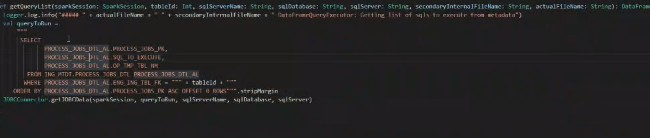 def getQueryList(sparkSession: SparkSession, tableId: Int, sqlServerName: String, sqlDatabase: String, sqlServer: String, secondaryInternalFileName: String, actualFileName: String): DataFrame
logger.log.info("##### " + actualFileName + " " + secondaryInternalFileName + " DataFrameQueryExecutor: Getting list of sqls to execute from metadata")
val queryToRun =
"""
SELECT
PROCESS_JOBS_DTL_AL.PROCESS_JOBS_PK,
PROCESS_JOBS_DTL_AL.SQL_TO_EXECUTE,
PROCESS_JOBS_DTL_AL.OP_TMP_TBL_NM
FROM ING_MTDT.PROCESS_JOBS_DTL PROCESS_JOBS_DTL_AL
WHERE PROCESS_JOBS_DTL_AL.ENG_ING_TBL_FK = """ + tableId + """
ORDER BY PROCESS_JOBS_DTL_AL.PROCESS_JOBS_PK ASC OFFSET 0 ROWS""".stripMargin
JDBCConnector.getJDBCData(sparkSession, queryToRun, sqlServerName, sqlDatabase, sqlServer)